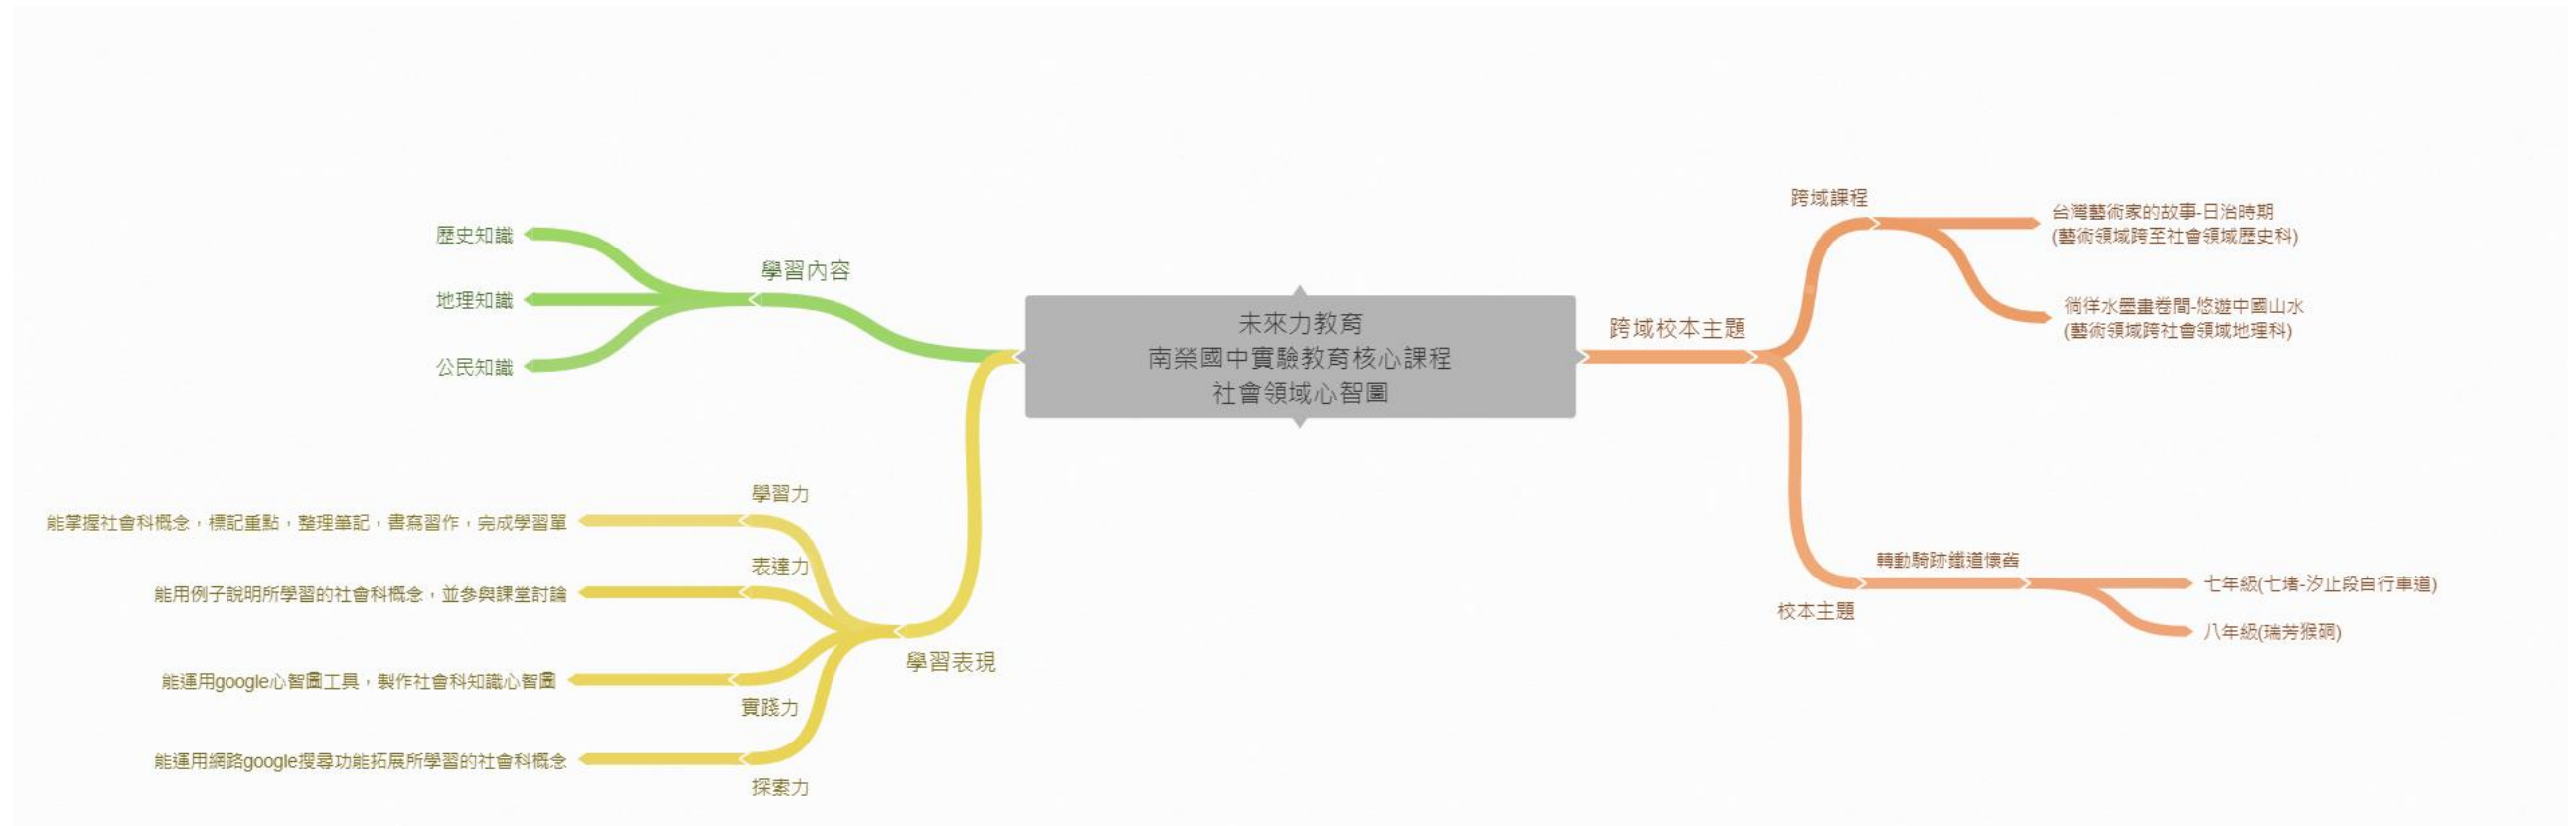 未來力教育
南榮國中實驗教育核心課程
社會領域心智圖
學習內容
歷史知識
地理知識
公民知識
學習表現
學習力
能掌握社會科概念，標記重點，整理筆記，書寫習作，完成學習單
表達力
能用例子說明所學習的社會科概念，並參與課堂討論
能運用google心智圖工具，製作社會科知識心智圖
實踐力
能運用網路google搜尋功能拓展所學習的社會科概念
探索力
跨域校本主題
跨域課程
台灣藝術家的故事-日治時期
(藝術領域跨至社會領域歷史科)
徜徉水墨畫卷間-悠遊中國山水
(藝術領域跨社會領域地理科)
校本主題
轉動騎跡鐵道懷舊
七年級(七堵-汐止段自行車道)
八年級(瑞芳猴硐)